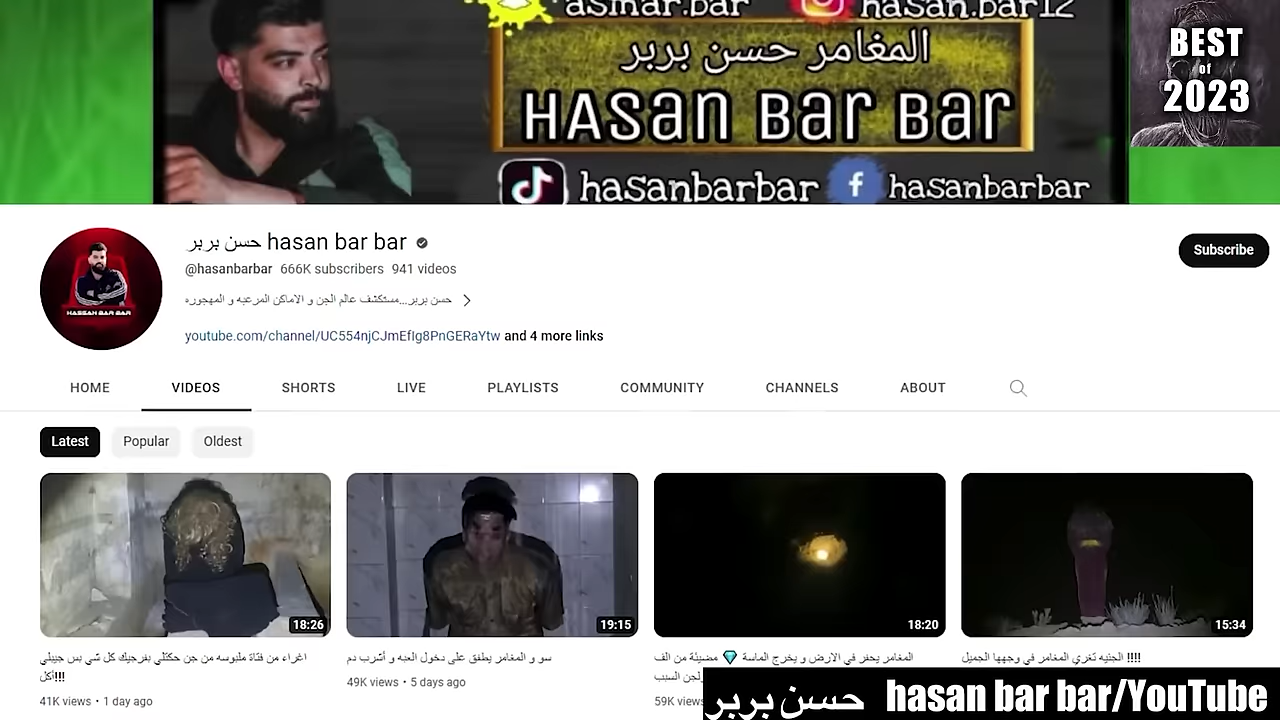 asmar.bar hasan.bar12
المغامر حسن بربر
HASan Bar Bar
hasanbarbar f hasanbarbar
BEST
of
2023
HASSAN BAR BAR
حسن بربر hasan bar bar
@hasanbarbar 666K subscribers 941 videos
حسن بربر...مستكشف عالم الجن و الاماكن المرعبه و المهجوره
youtube.com/channel/UC554njCJmEfIg8PnGERaYtw and 4 more links
Subscribe
HOME VIDEOS SHORTS LIVE PLAYLISTS COMMUNITY CHANNELS ABOUT
Latest Popular Oldest
18:26 19:15 18:20 15:34
اغراء من فتاة ملبوسه من جن حكتلي بفرجيك كل شي بس جيبلي
أكل!!!
41K views • 1 day ago
سو و المغامر يطفق على دخول العبه و أشرب دم
49K views • 5 days ago
المغامر يحفر في الارض و يخرج الماسة 💎 مضيئة من الف
لجن السبب
59K views
الجنيه تغري المغامر في وجهها الجميل !!!!
حسن بربر hasan bar bar/YouTube